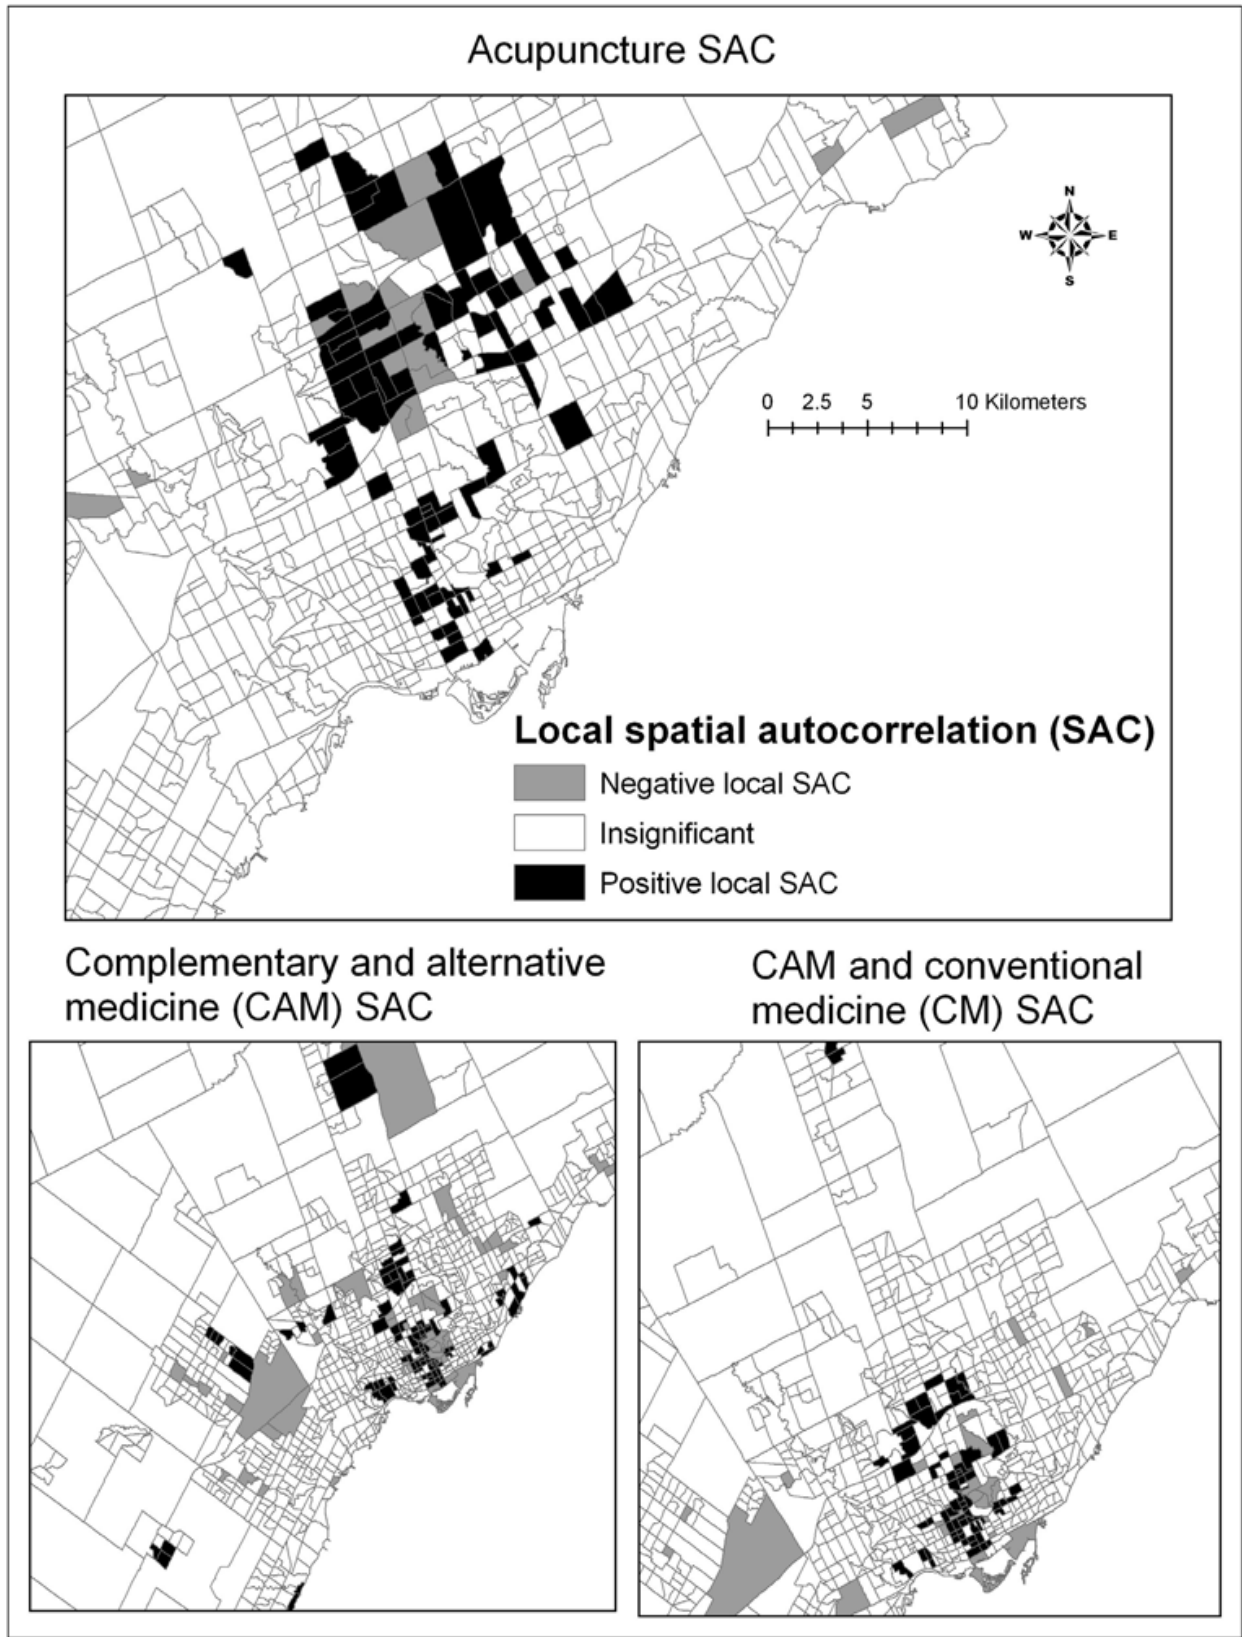 Acupuncture SAC
N
W E
S
0 2.5 5 10 Kilometers
Local spatial autocorrelation (SAC)
Negative local SAC
Insignificant
Positive local SAC
Complementary and alternative
medicine (CAM) SAC
CAM and conventional
medicine (CM) SAC